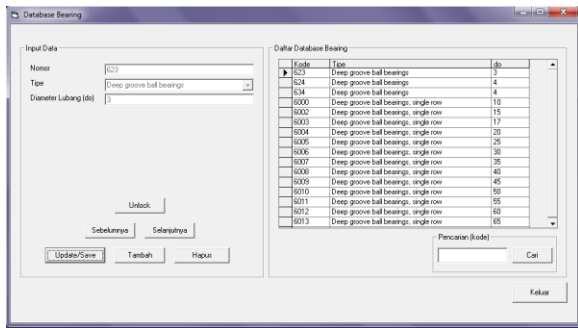 Database Bearing
Input Data
Nomor 623
Tipe Deep groove ball bearings
Diameter Lubang (do) 3
Unlock
Sebelumnya Selanjutnya
Update/Save Tambah Hapus
Daftar Database Bearing
Kode Tipe do
623 Deep groove ball bearings 3
624 Deep groove ball bearings 4
634 Deep groove ball bearings 4
6000 Deep groove ball bearings, single row 10
6002 Deep groove ball bearings, single row 15
6003 Deep groove ball bearings, single row 17
6004 Deep groove ball bearings, single row 20
6005 Deep groove ball bearings, single row 25
6006 Deep groove ball bearings, single row 30
6007 Deep groove ball bearings, single row 35
6008 Deep groove ball bearings, single row 40
6009 Deep groove ball bearings, single row 45
6010 Deep groove ball bearings, single row 50
6011 Deep groove ball bearings, single row 55
6012 Deep groove ball bearings, single row 60
6013 Deep groove ball bearings, single row 65
Pencarian (kode)
Cari
Keluar